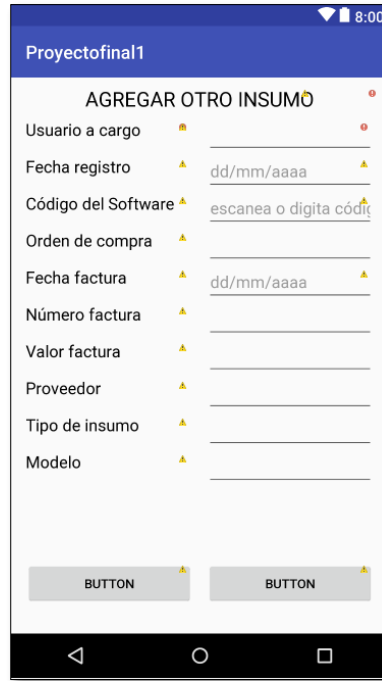 8:00
Proyectofinal1
AGREGAR OTRO INSUMO
Usuario a cargo
Fecha registro dd/mm/aaaa
Código del Software escanea o digita códig
Orden de compra
Fecha factura dd/mm/aaaa
Número factura
Valor factura
Proveedor
Tipo de insumo
Modelo
BUTTON BUTTON